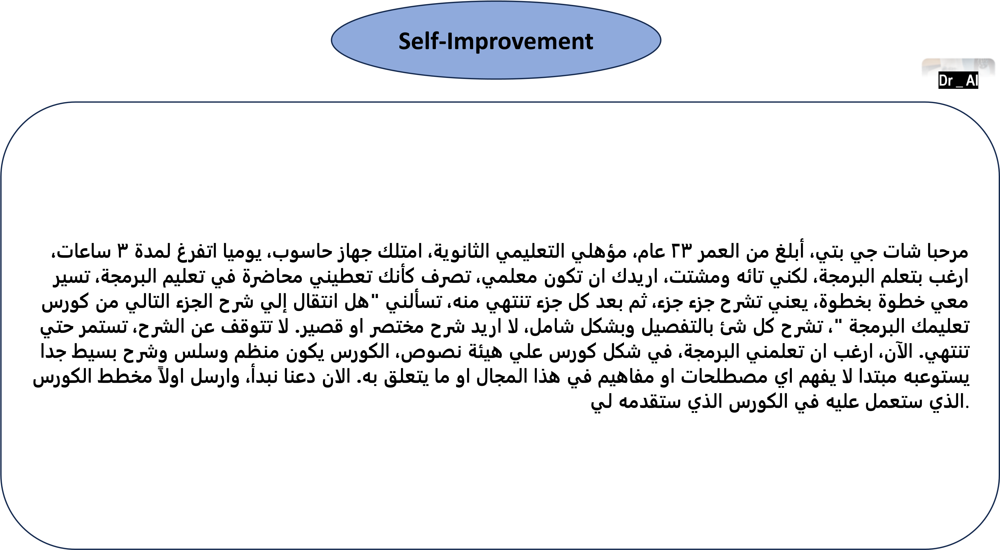 Self-Improvement
Dr _ AI
مرحبا شات جي بتي، أبلغ من العمر ٢٣ عام، مؤهلي التعليمي الثانوية، امتلك جهاز حاسوب، يوميا اتفرغ لمدة ٣ ساعات،
ارغب بتعلم البرمجة، لكني تائه ومشتت، اريدك ان تكون معلمي، تصرف كأنك تعطيني محاضرة في تعليم البرمجة، تسير
معي خطوة بخطوة، يعني تشرح جزء جزء، ثم بعد كل جزء تنتهي منه، تسألني "هل انتقال إلي شرح الجزء التالي من كورس
تعليمك البرمجة "، تشرح كل شئ بالتفصيل وبشكل شامل، لا اريد شرح مختصر او قصير. لا تتوقف عن الشرح، تستمر حتي
تنتهي. الآن، ارغب ان تعلمني البرمجة، في شكل كورس علي هيئة نصوص، الكورس يكون منظم وسلس وشرح بسيط جدا
يستوعبه مبتدا لا يفهم اي مصطلحات او مفاهيم في هذا المجال او ما يتعلق به. الان دعنا نبدأ، وارسل اولآً مخطط الكورس
.الذي ستعمل عليه في الكورس الذي ستقدمه لي